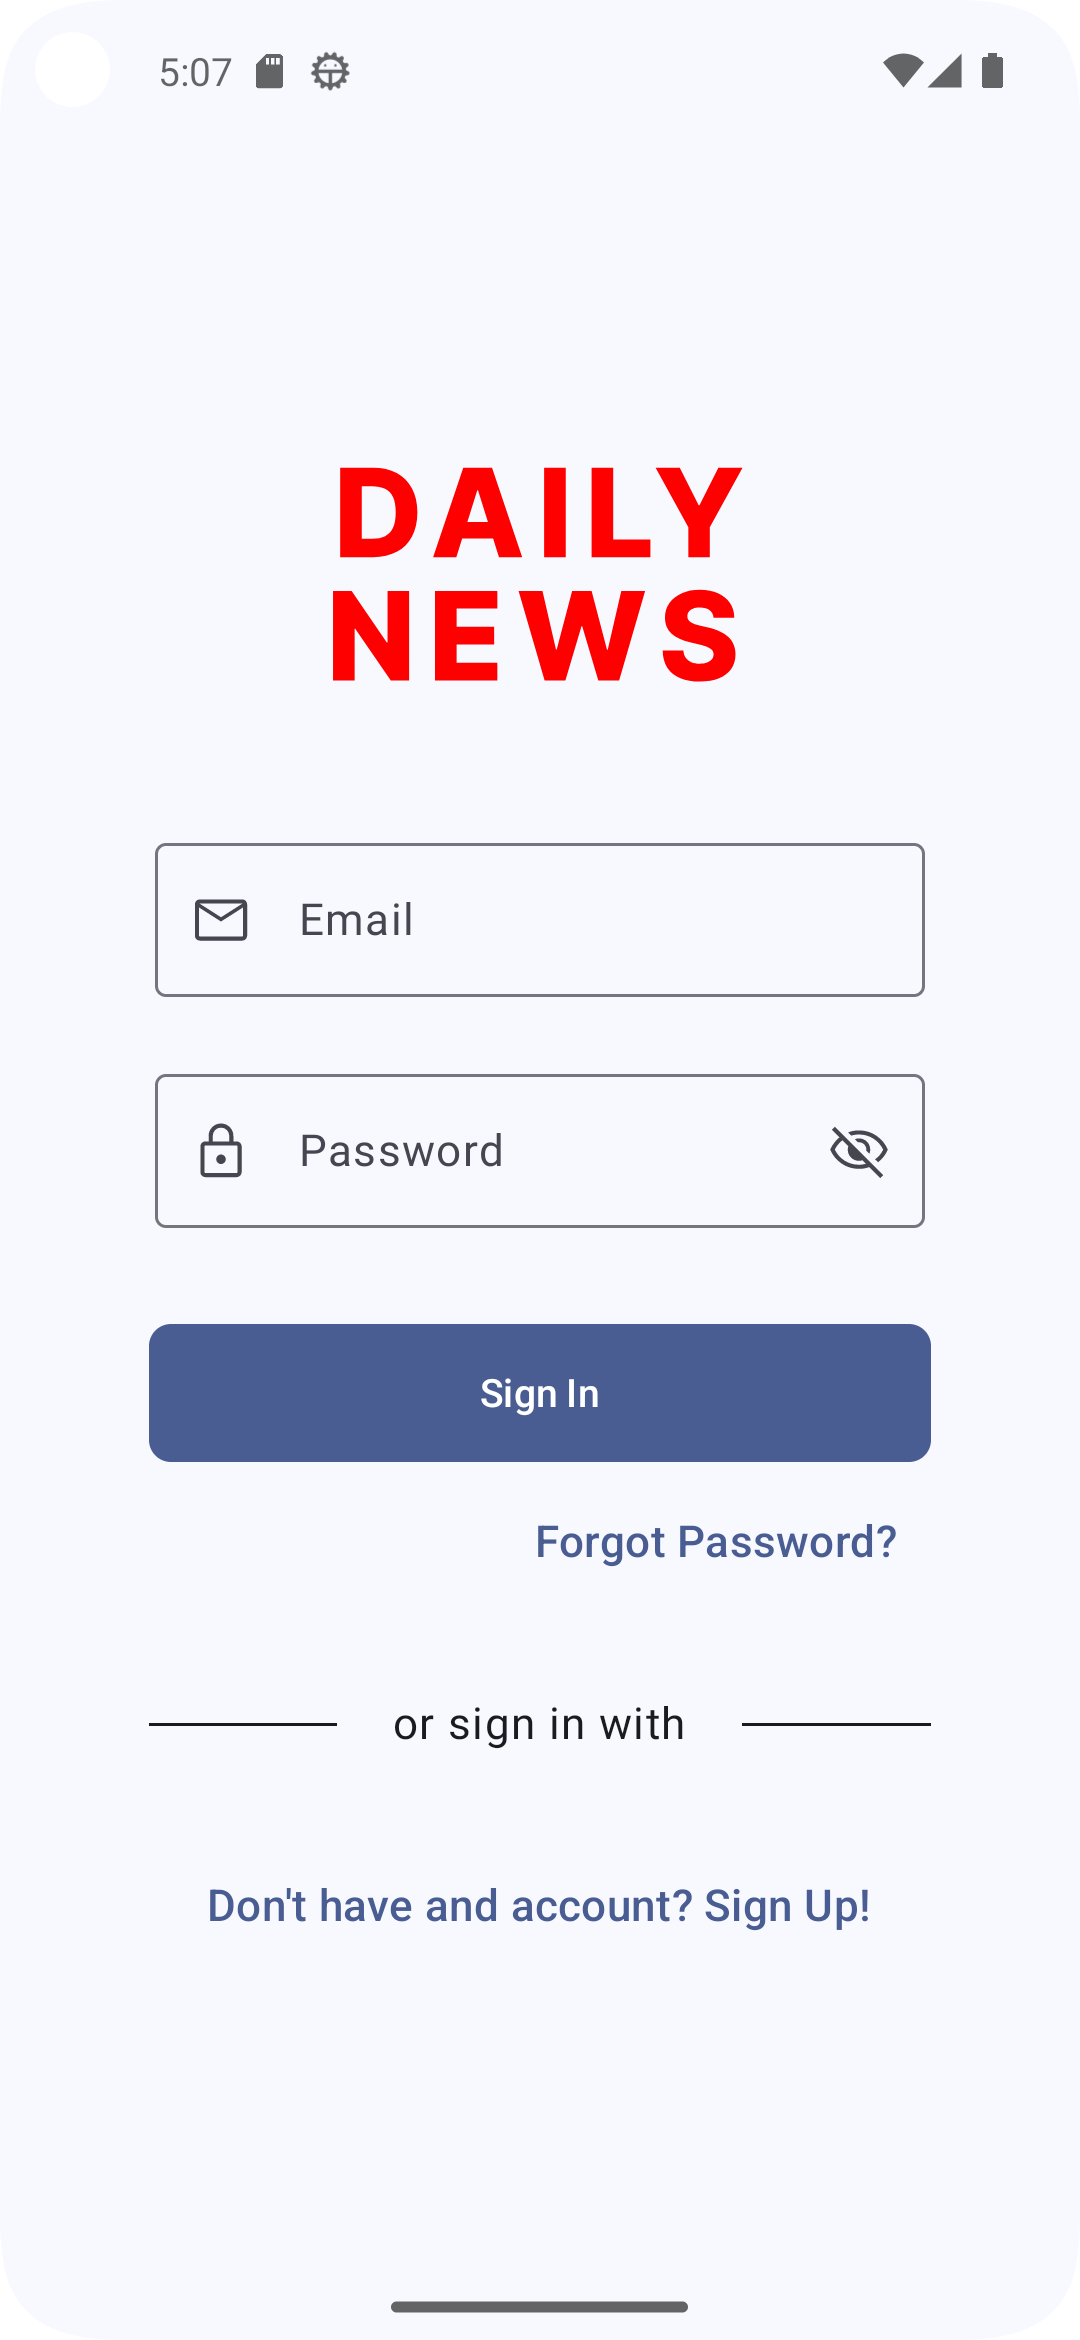 5:07
DAILY
NEWS
Email
Password
Sign In
Forgot Password?
or sign in with
Don't have and account? Sign Up!